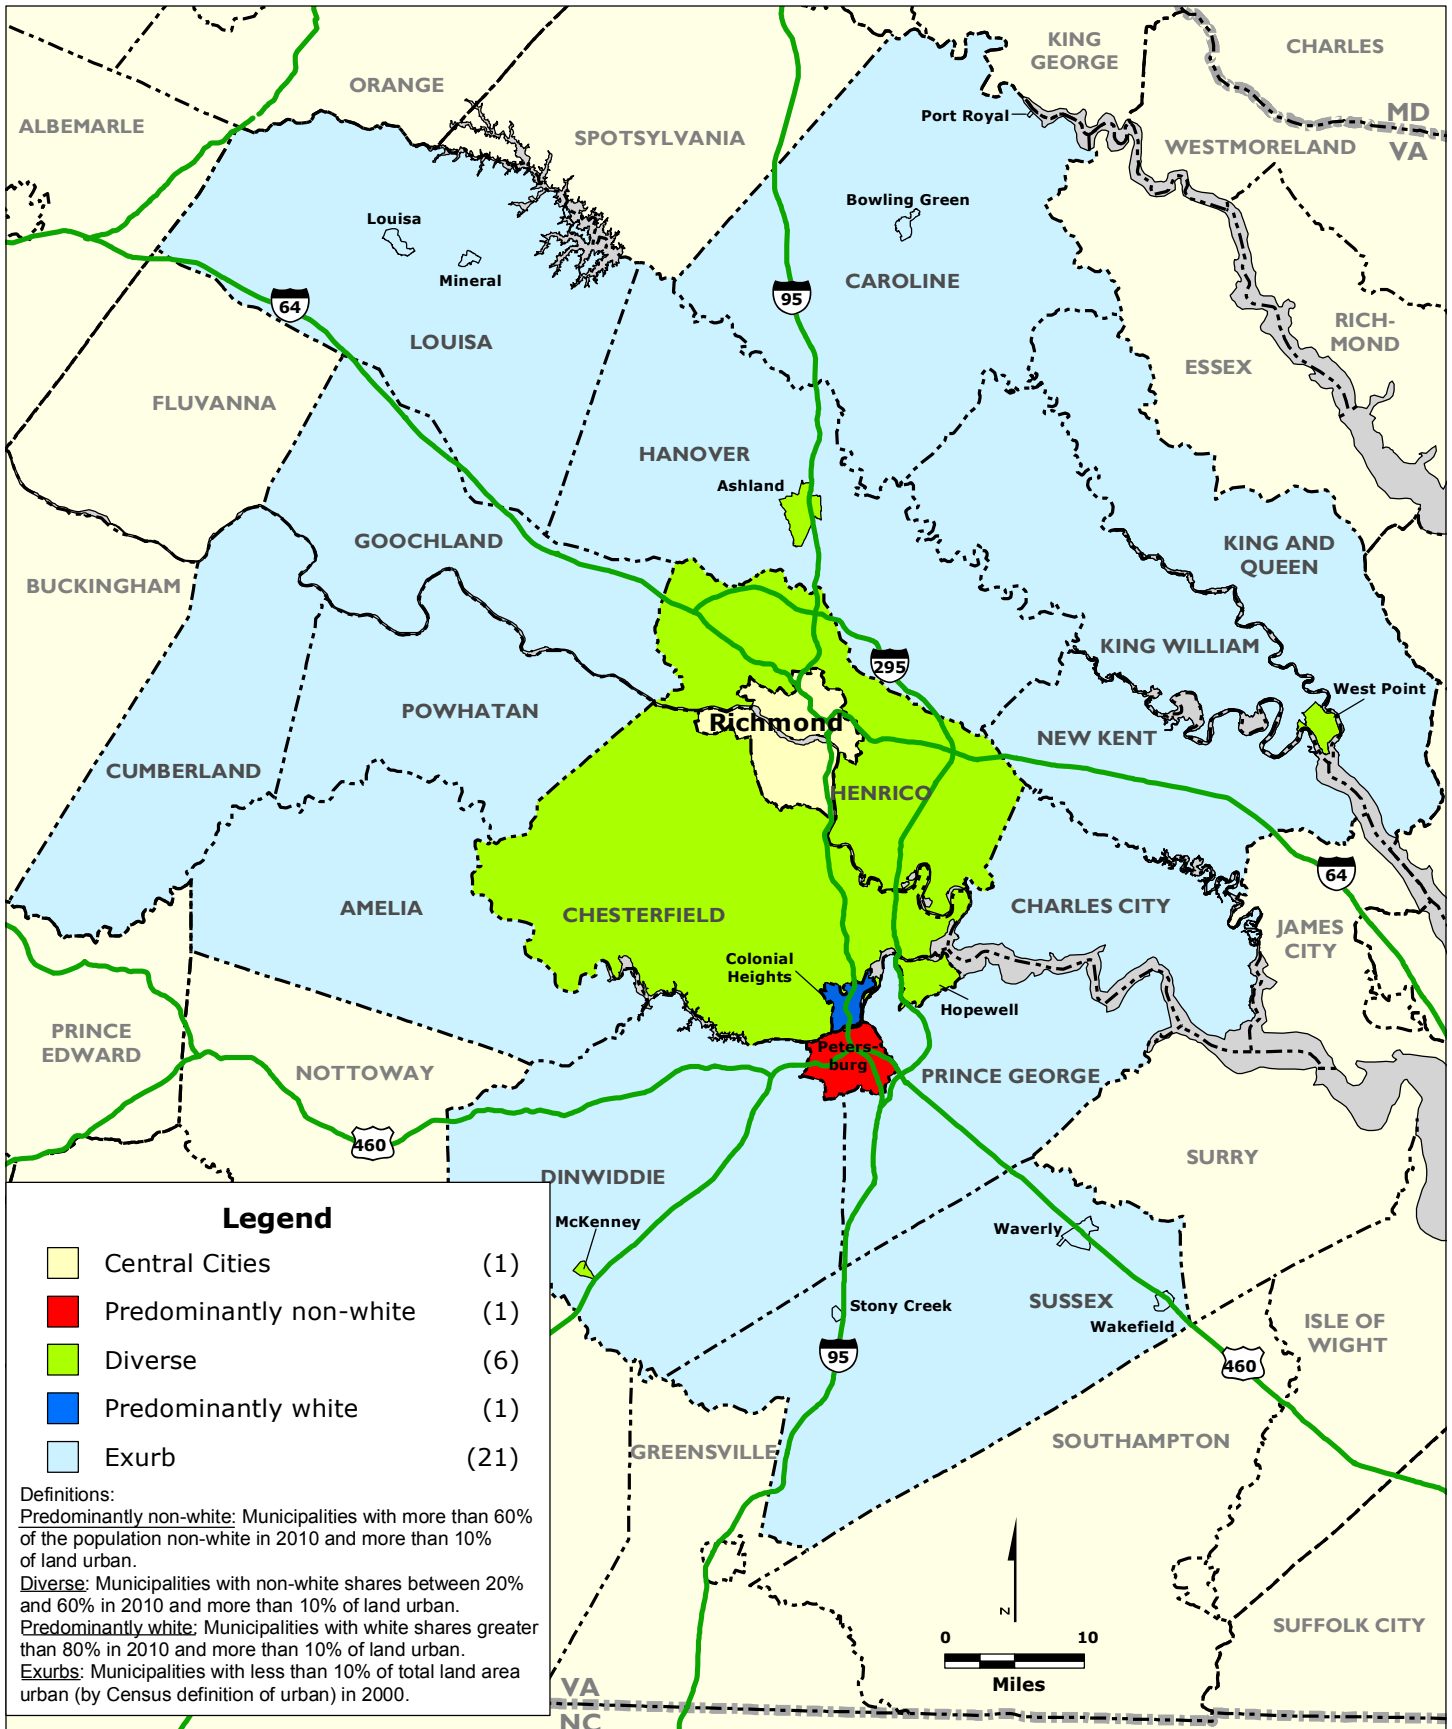 KING
GEORGE
CHARLES
ORANGE
ALBEMARLE
SPOTSYLVANIA
Port Royal
MD
VA
WESTMORELAND
Louisa
Bowling Green
Mineral
CAROLINE
64
95
LOUISA
RICH-
MOND
ESSEX
FLUVANNA
HANOVER
Ashland
GOOCHLAND
KING AND
QUEEN
BUCKINGHAM
KING WILLIAM
295
West Point
POWHATAN
Richmond
NEW KENT
CUMBERLAND
HENRICO
64
AMELIA
CHESTERFIELD
CHARLES CITY
JAMES
CITY
Colonial
Heights
Hopewell
PRINCE
EDWARD
NOTTOWAY
Peters-
burg
PRINCE GEORGE
460
SURRY
DINWIDDIE
McKenney
Waverly
Stony Creek
SUSSEX
Wakefield
ISLE OF
WIGHT
95
460
GREENSVILLE
SOUTHAMPTON
SUFFOLK CITY
Legend
Central Cities (1)
Predominantly non-white (1)
Diverse (6)
Predominantly white (1)
Exurb (21)
Definitions:
Predominantly non-white: Municipalities with more than 60%
of the population non-white in 2010 and more than 10%
of land urban.
Diverse: Municipalities with non-white shares between 20%
and 60% in 2010 and more than 10% of land urban.
Predominantly white: Municipalities with white shares greater
than 80% in 2010 and more than 10% of land urban.
Exurbs: Municipalities with less than 10% of total land area
urban (by Census definition of urban) in 2000.
N
0 10
Miles
VA
NC